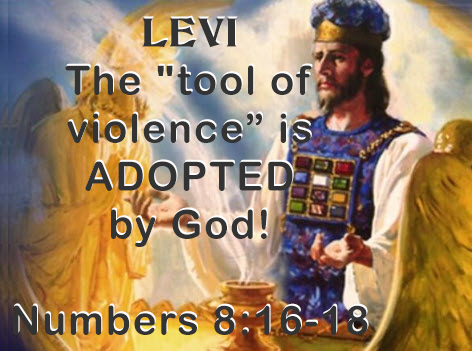 LEVI
The "tool of
violence” is
ADOPTED
by God!
Numbers 8:16-18